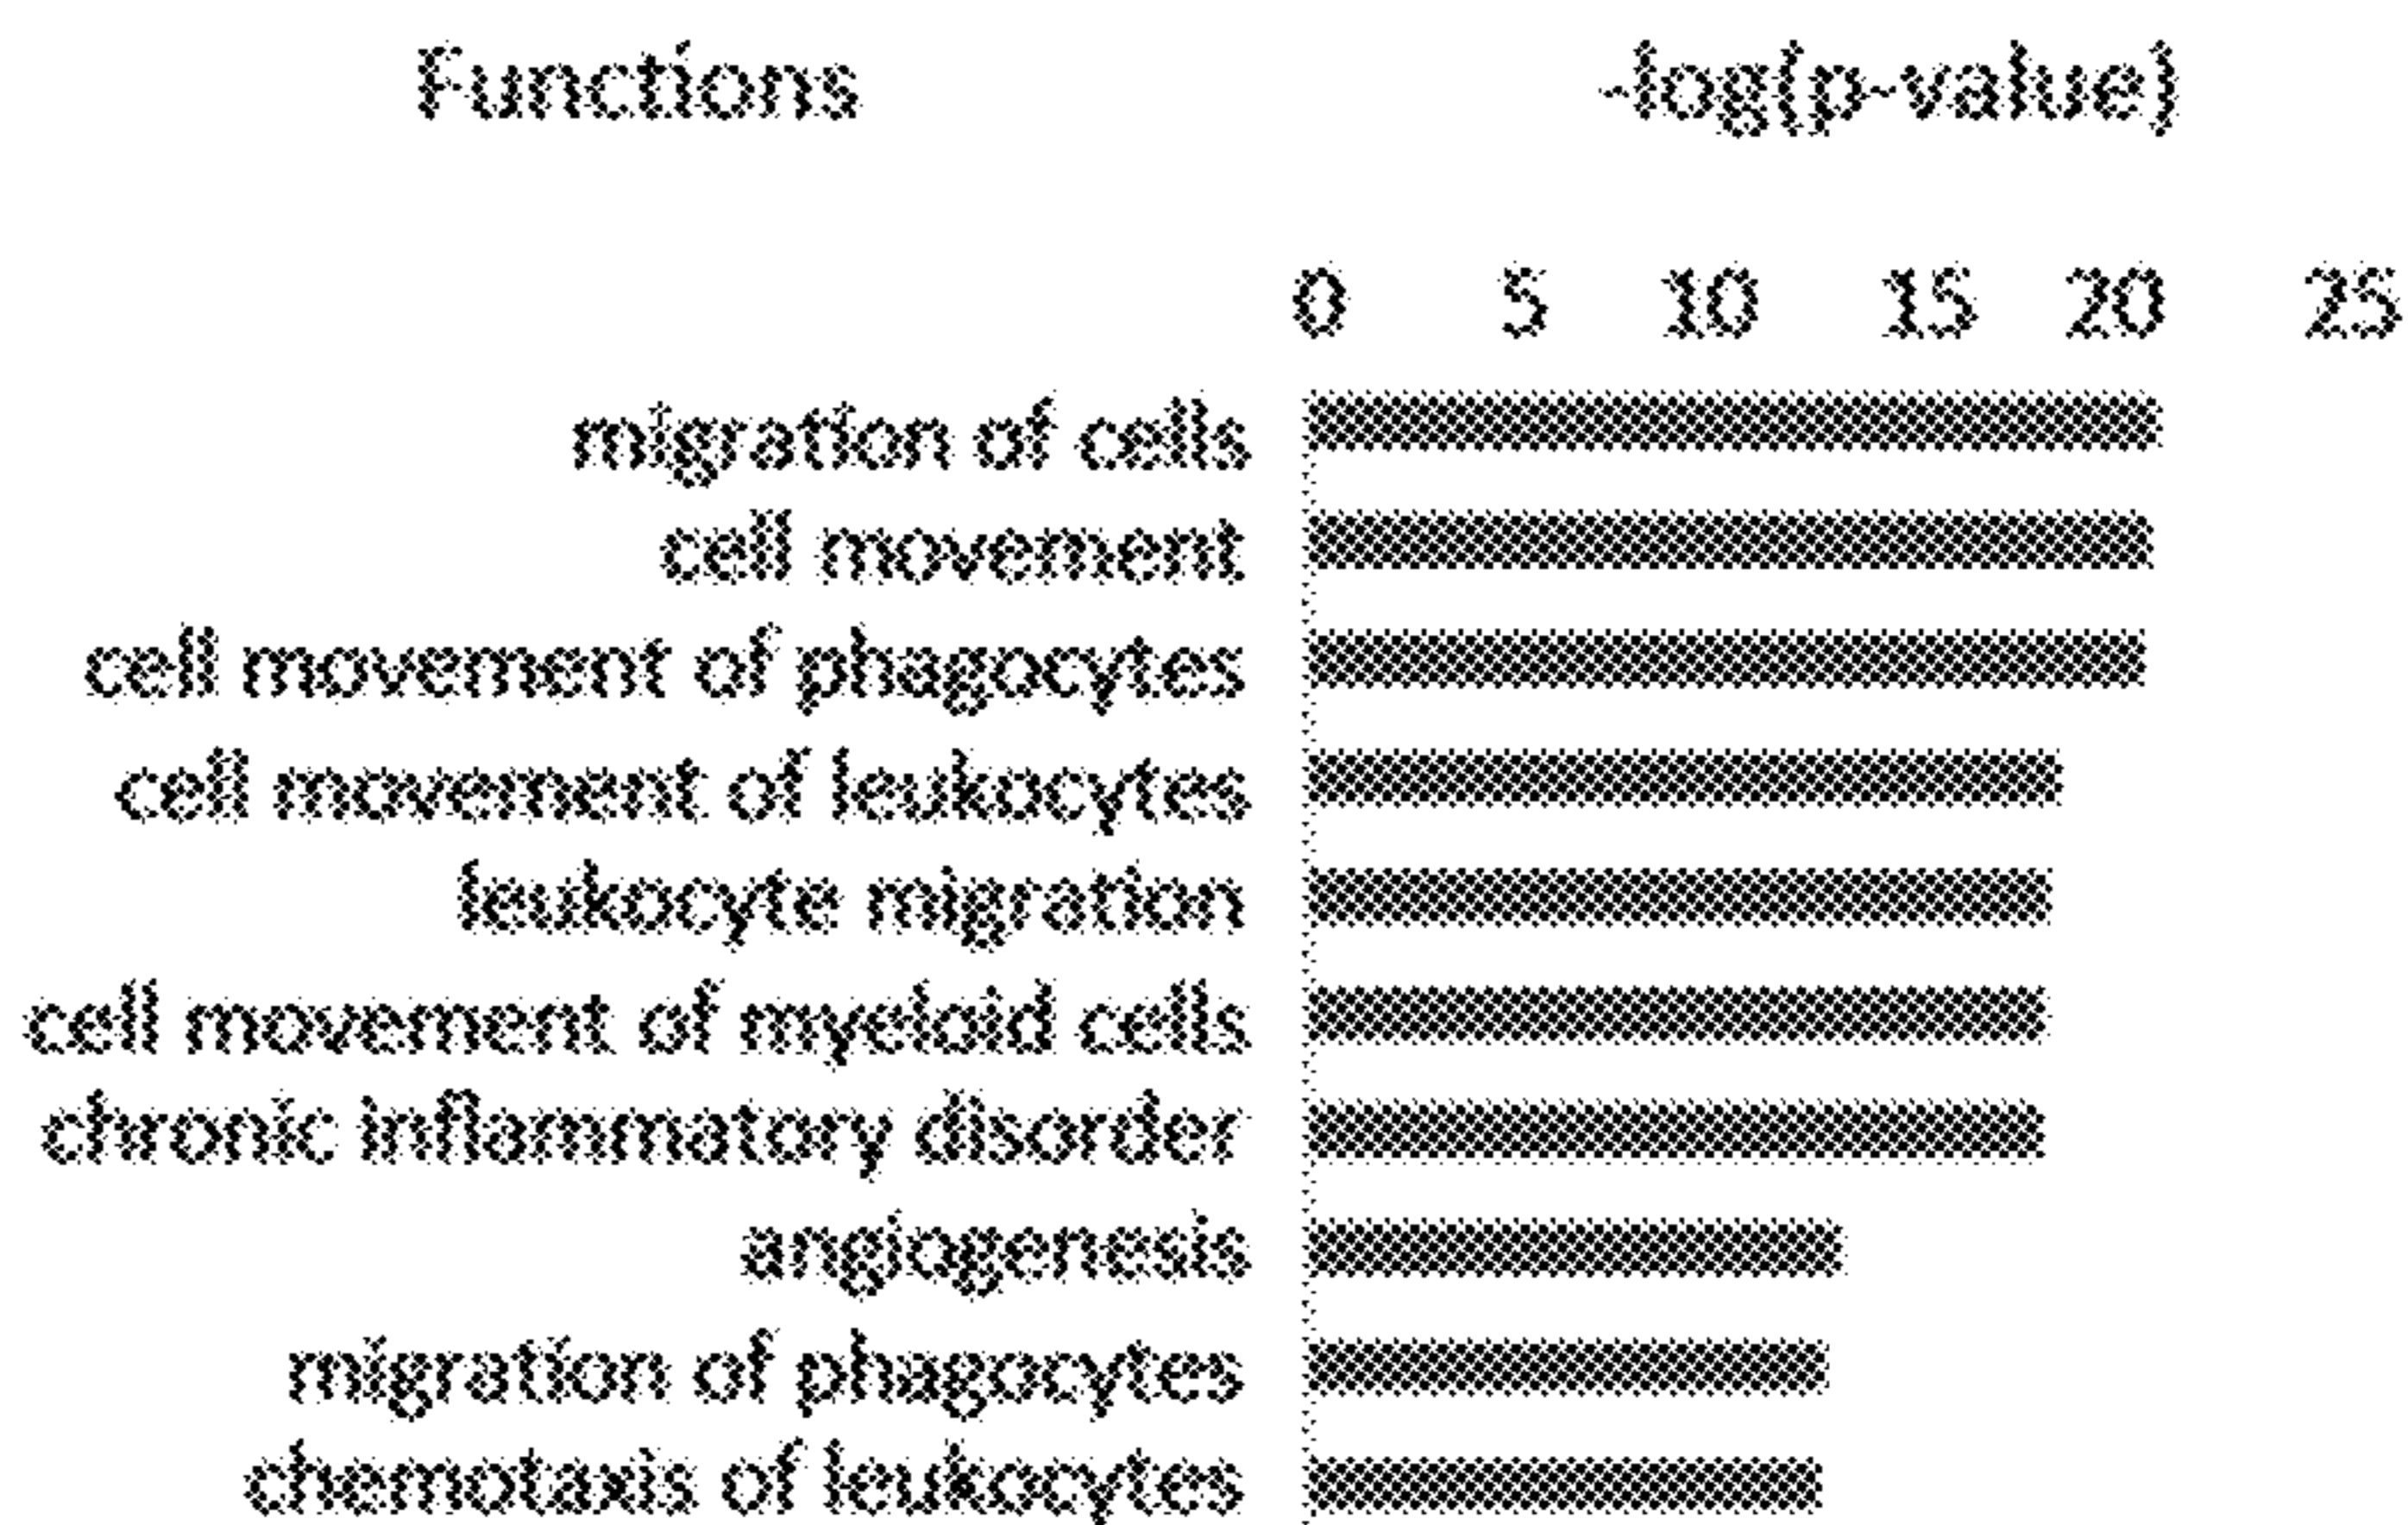 Functions -log(p-value)
0 5 10 15 20 25
migration of cells
cell movement
cell movement of phagocytes
cell movement of leukocytes
leukocyte migration
cell movement of myeloid cells
chronic inflammatory disorder
angiogenesis
migration of phagocytes
chemotaxis of leukocytes